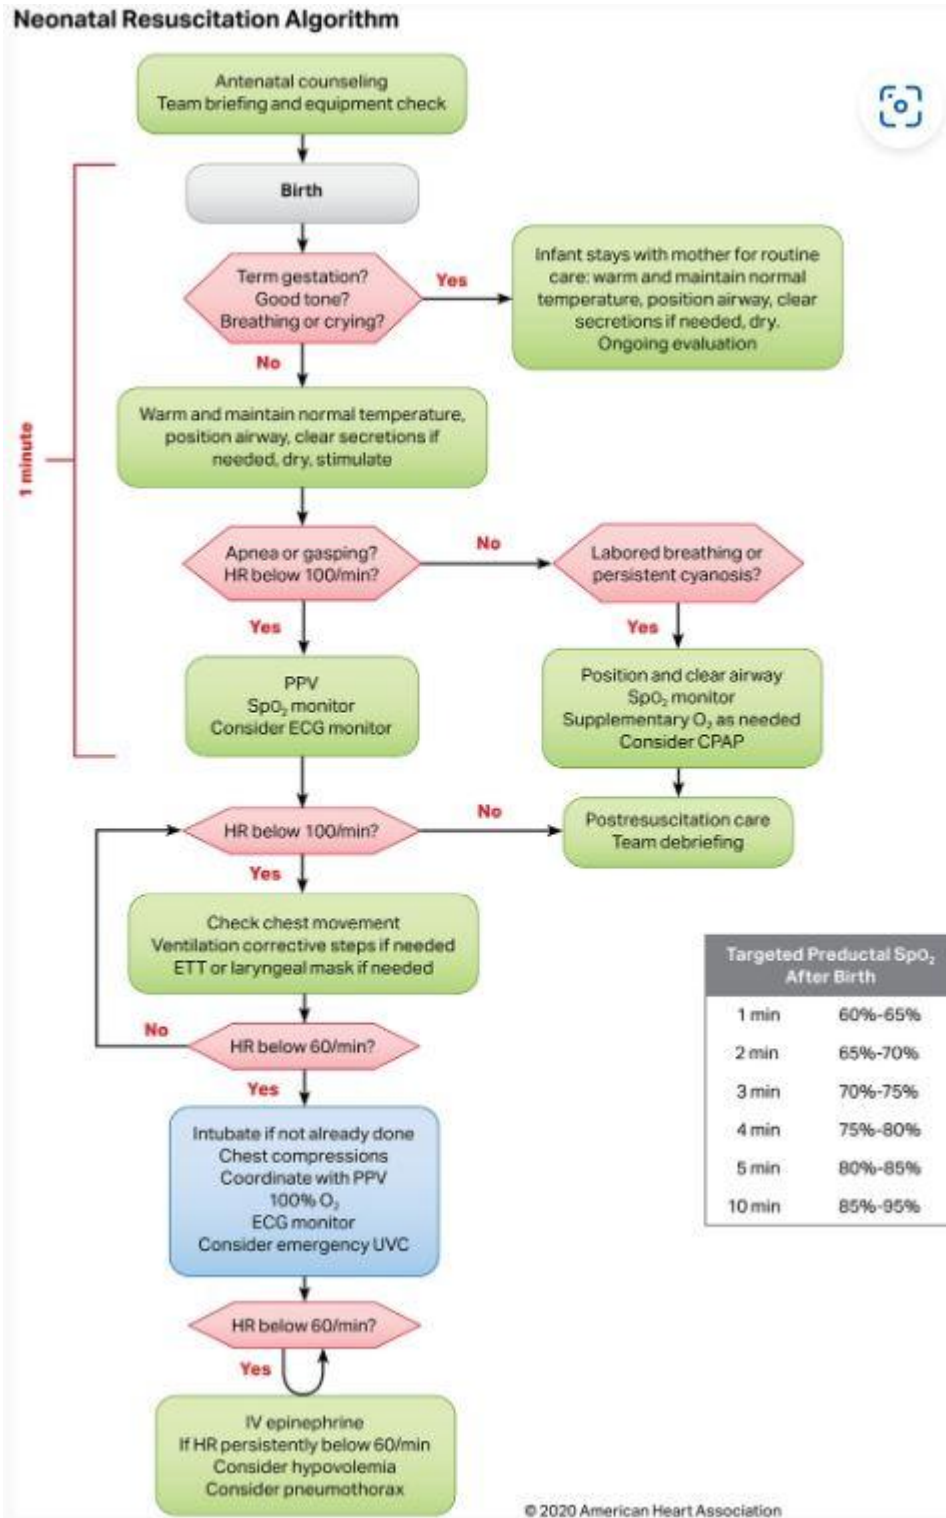 Neonatal Resuscitation Algorithm
Antenatal counseling
Team briefing and equipment check
Birth
Term gestation?
Good tone?
Breathing or crying?
Yes
Infant stays with mother for routine
care: warm and maintain normal
temperature, position airway, clear
secretions if needed, dry.
Ongoing evaluation
No
Warm and maintain normal temperature,
position airway, clear secretions if
needed, dry, stimulate
1 minute
Apnea or gasping?
HR below 100/min?
No
Labored breathing or
persistent cyanosis?
Yes
Yes
PPV
SpO₂ monitor
Consider ECG monitor
Position and clear airway
SpO₂ monitor
Supplementary O₂ as needed
Consider CPAP
HR below 100/min?
No
Postresuscitation care
Team debriefing
Yes
Check chest movement
Ventilation corrective steps if needed
ETT or laryngeal mask if needed
No
HR below 60/min?
Yes
Intubate if not already done
Chest compressions
Coordinate with PPV
100% O₂
ECG monitor
Consider emergency UVC
HR below 60/min?
Yes
IV epinephrine
If HR persistently below 60/min
Consider hypovolemia
Consider pneumothorax
Targeted Preductal SpO₂
After Birth
1 min 60%-65%
2 min 65%-70%
3 min 70%-75%
4 min 75%-80%
5 min 80%-85%
10 min 85%-95%
© 2020 American Heart Association